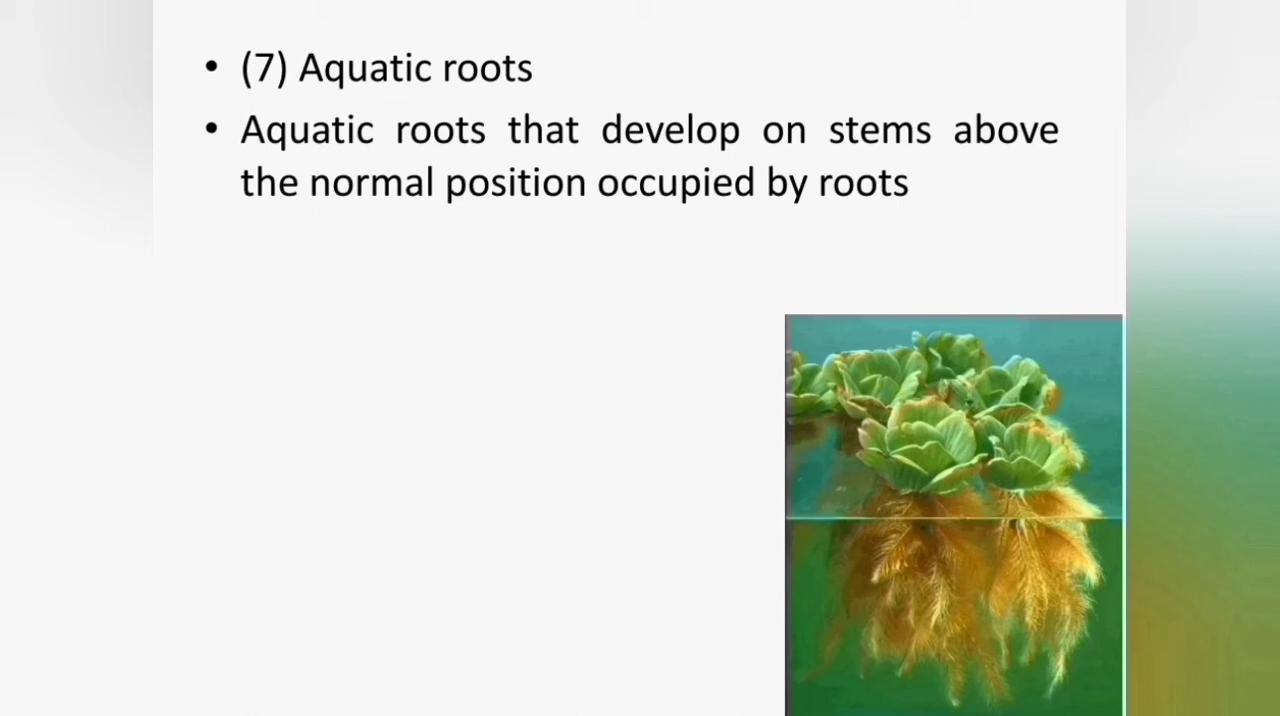 • (7) Aquatic roots
• Aquatic roots that develop on stems above
the normal position occupied by roots